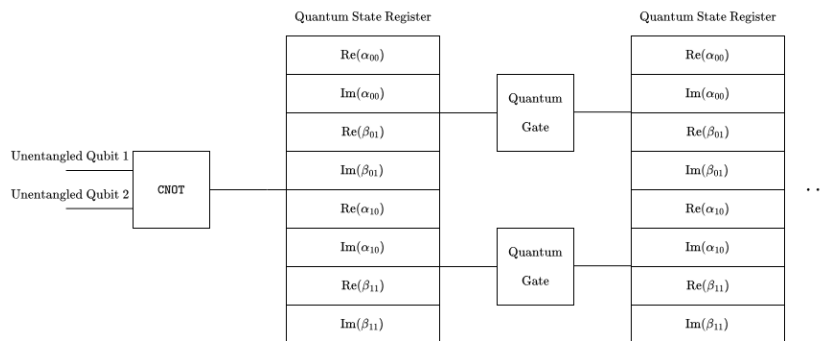 Quantum State Register
Quantum State Register
Re(α₀₀)
Im(α₀₀)
Re(β₀₁)
Im(β₀₁)
Re(α₁₀)
Im(α₁₀)
Re(β₁₁)
Im(β₁₁)
Unentangled Qubit 1
Unentangled Qubit 2
CNOT
Quantum
Gate
Quantum
Gate
Re(α₀₀)
Im(α₀₀)
Re(β₀₁)
Im(β₀₁)
Re(α₁₀)
Im(α₁₀)
Re(β₁₁)
Im(β₁₁)
. .